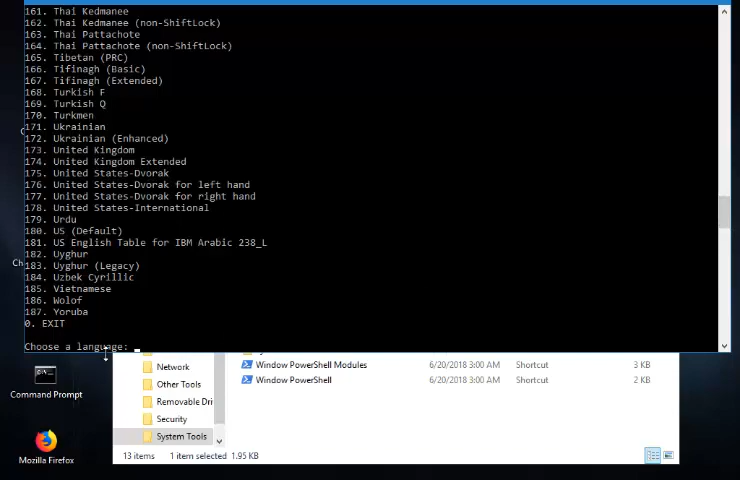 161. Thai Kedmanee
162. Thai Kedmanee (non-ShiftLock)
163. Thai Pattachote
164. Thai Pattachote (non-ShiftLock)
165. Tibetan (PRC)
166. Tifinagh (Basic)
167. Tifinagh (Extended)
168. Turkish F
169. Turkish Q
170. Turkmen
171. Ukrainian
172. Ukrainian (Enhanced)
173. United Kingdom
174. United Kingdom Extended
175. United States-Dvorak
176. United States-Dvorak for left hand
177. United States-Dvorak for right hand
178. United States-International
179. Urdu
180. US (Default)
181. US English Table for IBM Arabic 238_L
182. Uyghur
183. Uyghur (Legacy)
184. Uzbek Cyrillic
185. Vietnamese
186. Wolof
187. Yoruba
0. EXIT
Choose a language:
Network
Other Tools
Removable Dri
Security
System Tools
Window PowerShell Modules 6/20/2018 3:00 AM Shortcut 3 KB
Window PowerShell 6/20/2018 3:00 AM Shortcut 2 KB
13 items 1 item selected 1.95 KB
Command Prompt
Mozilla Firefox